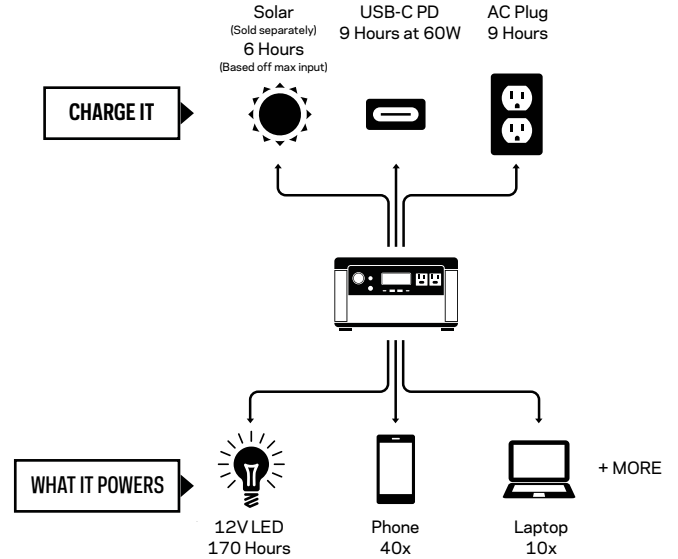 Solar
(Sold separately)
6 Hours
(Based off max input)
USB-C PD
9 Hours at 60W
AC Plug
9 Hours
CHARGE IT
WHAT IT POWERS
12V LED
170 Hours
Phone
40x
Laptop
10x
+ MORE